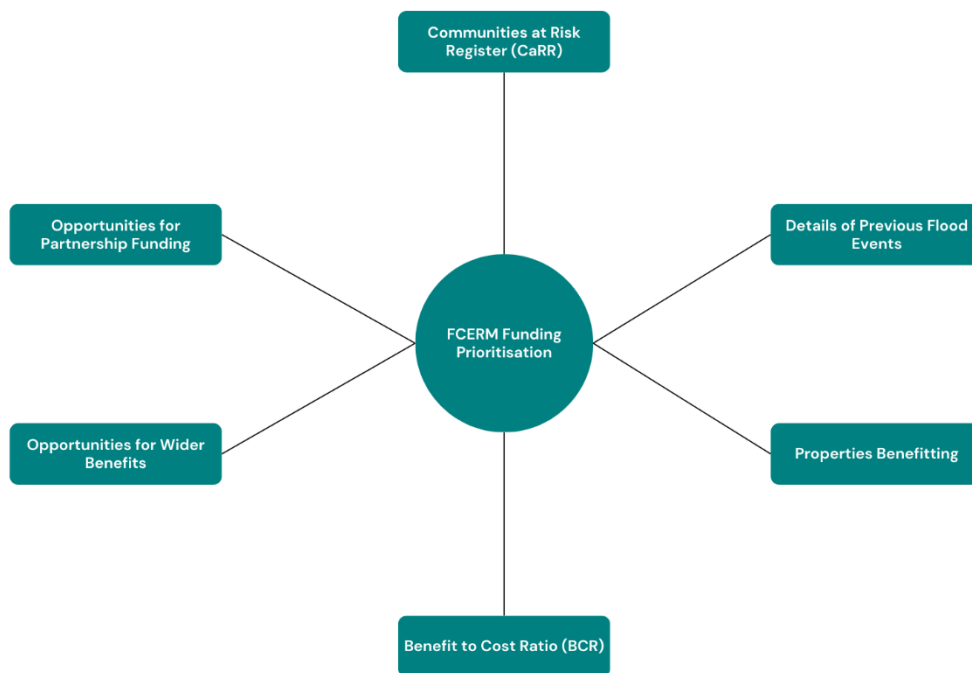 Communities at Risk
Register (CaRR)
Opportunities for
Partnership Funding
Details of Previous Flood
Events
FCERM Funding
Prioritisation
Opportunities for Wider
Benefits
Properties Benefitting
Benefit to Cost Ratio (BCR)